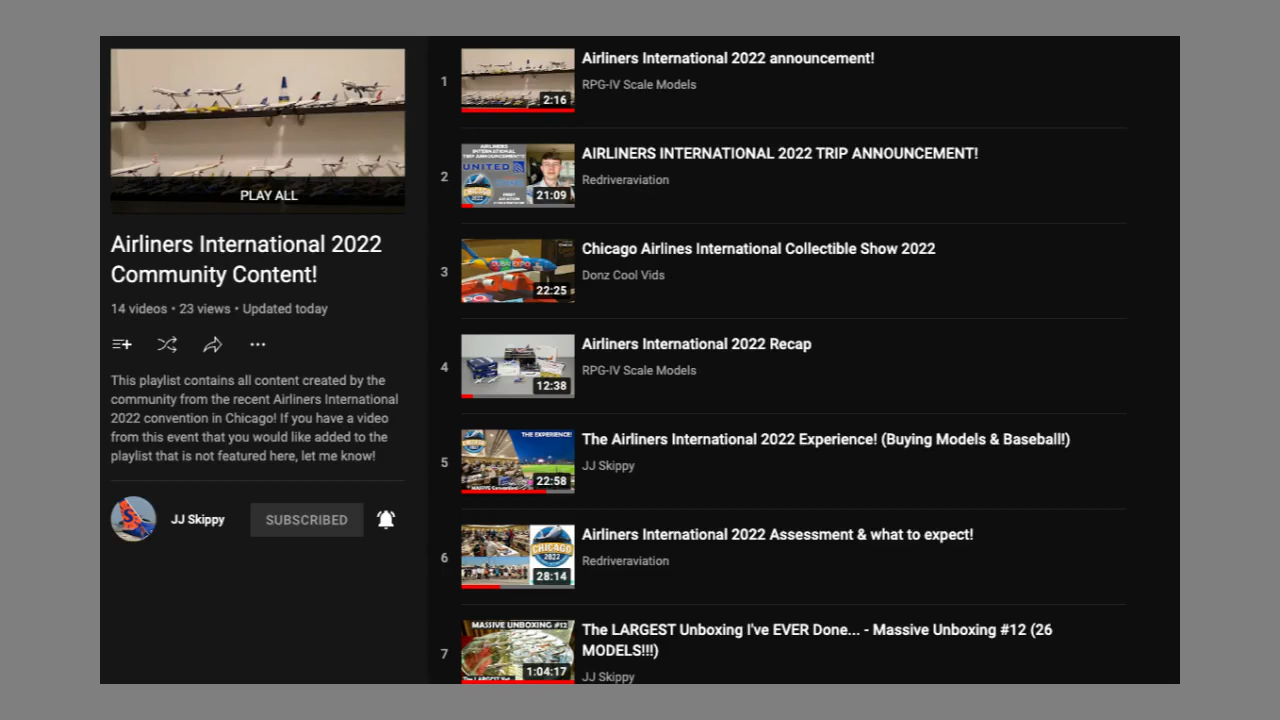 PLAY ALL
Airliners International 2022
Community Content!
14 videos • 23 views • Updated today
This playlist contains all content created by the
community from the recent Airliners International
2022 convention in Chicago! If you have a video
from this event that you would like added to the
playlist that is not featured here, let me know!
JJ Skippy
SUBSCRIBED
1
2:16
Airliners International 2022 announcement!
RPG-IV Scale Models
2
AIRLINERS
INTERNATIONAL
TRIP ANNOUNCEMENT!
UNITED
CHICAGO
2022
21:09
AIRLINERS INTERNATIONAL 2022 TRIP ANNOUNCEMENT!
Redriveraviation
3
DUBAI EXPO
22:25
Chicago Airlines International Collectible Show 2022
Donz Cool Vids
4
12:38
Airliners International 2022 Recap
RPG-IV Scale Models
5
THE EXPERIENCE!
22:58
The Airliners International 2022 Experience! (Buying Models & Baseball!)
JJ Skippy
6
CHICAGO
2022
28:14
Airliners International 2022 Assessment & what to expect!
Redriveraviation
7
MASSIVE UNBOXING #12
1:04:17
The LARGEST Unboxing I've EVER Done... - Massive Unboxing #12 (26
MODELS!!!)
JJ Skippy